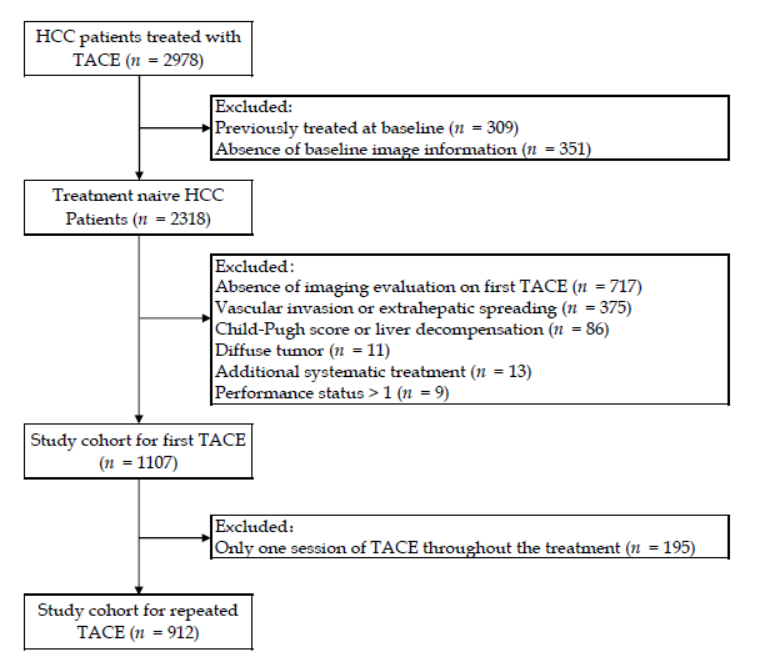 HCC patients treated with
TACE (n = 2978)
Excluded:
Previously treated at baseline (n = 309)
Absence of baseline image information (n = 351)
Treatment naive HCC
Patients (n = 2318)
Excluded:
Absence of imaging evaluation on first TACE (n = 717)
Vascular invasion or extrahepatic spreading (n = 375)
Child-Pugh score or liver decompensation (n = 86)
Diffuse tumor (n = 11)
Additional systematic treatment (n = 13)
Performance status > 1 (n = 9)
Study cohort for first TACE
(n = 1107)
Excluded:
Only one session of TACE throughout the treatment (n = 195)
Study cohort for repeated
TACE (n = 912)